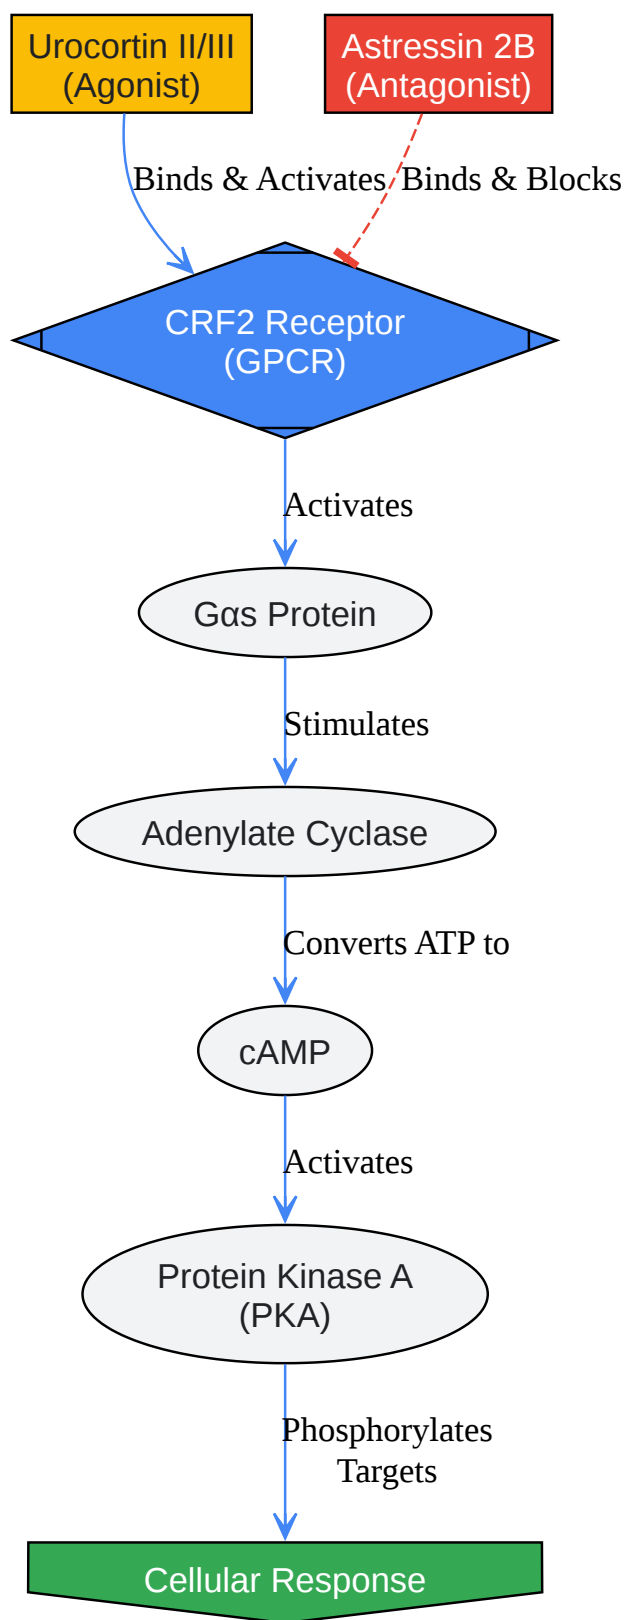 Urocortin II/III
(Agonist)
Astressin 2B
(Antagonist)
Binds & Activates
Binds & Blocks
CRF2 Receptor
(GPCR)
Activates
Gαs Protein
Stimulates
Adenylate Cyclase
Converts ATP to
cAMP
Activates
Protein Kinase A
(PKA)
Phosphorylates
Targets
Cellular Response